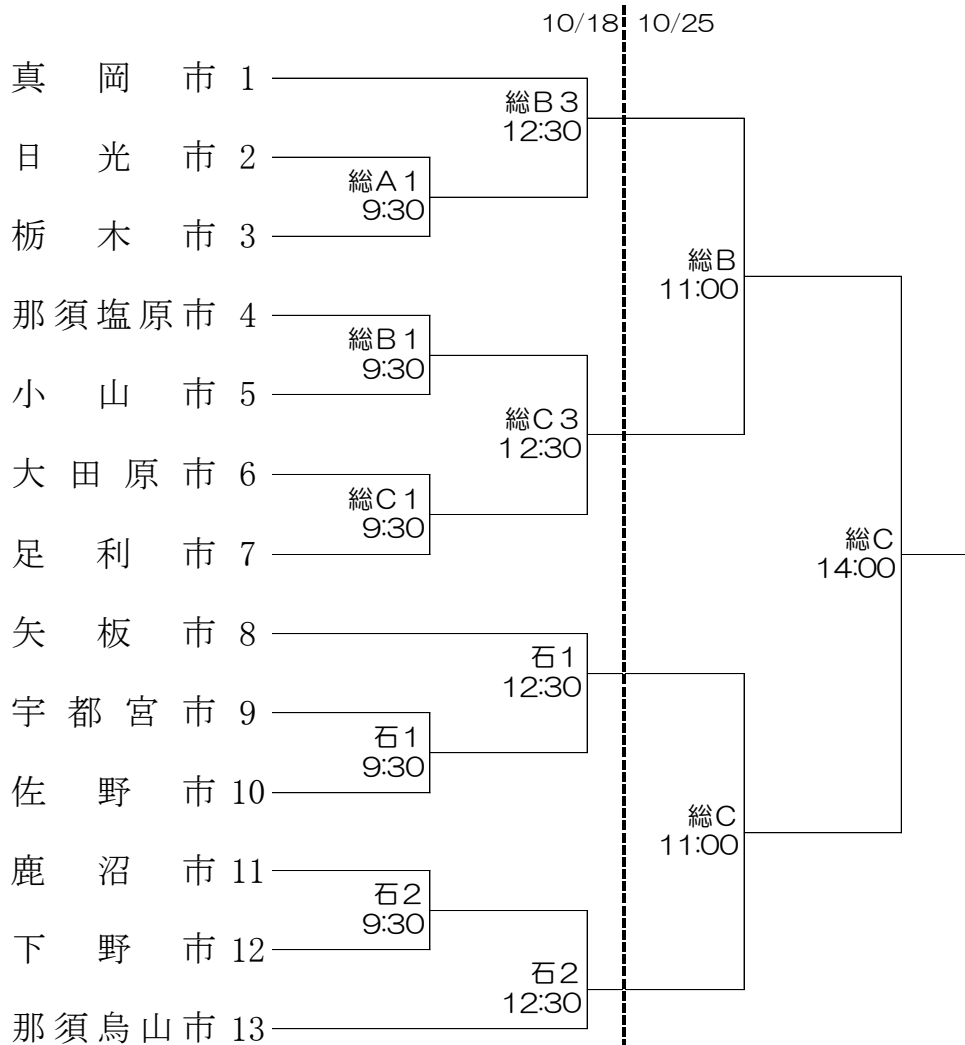 10/18 10/25
真岡市 1
総B3
12:30
日光市 2
総A1
9:30
栃木市 3
総B
11:00
那須塩原市 4
総B1
9:30
小山市 5
総C3
12:30
大田原市 6
総C1
9:30
足利市 7
総C
14:00
矢板市 8
石1
12:30
宇都宮市 9
石1
9:30
佐野市 10
総C
11:00
鹿沼市 11
石2
9:30
下野市 12
石2
12:30
那須烏山市 13